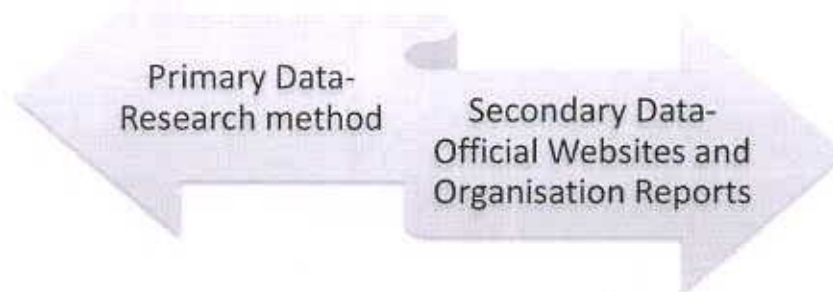 Primary Data-
Research method
Secondary Data-
Official Websites and
Organisation Reports